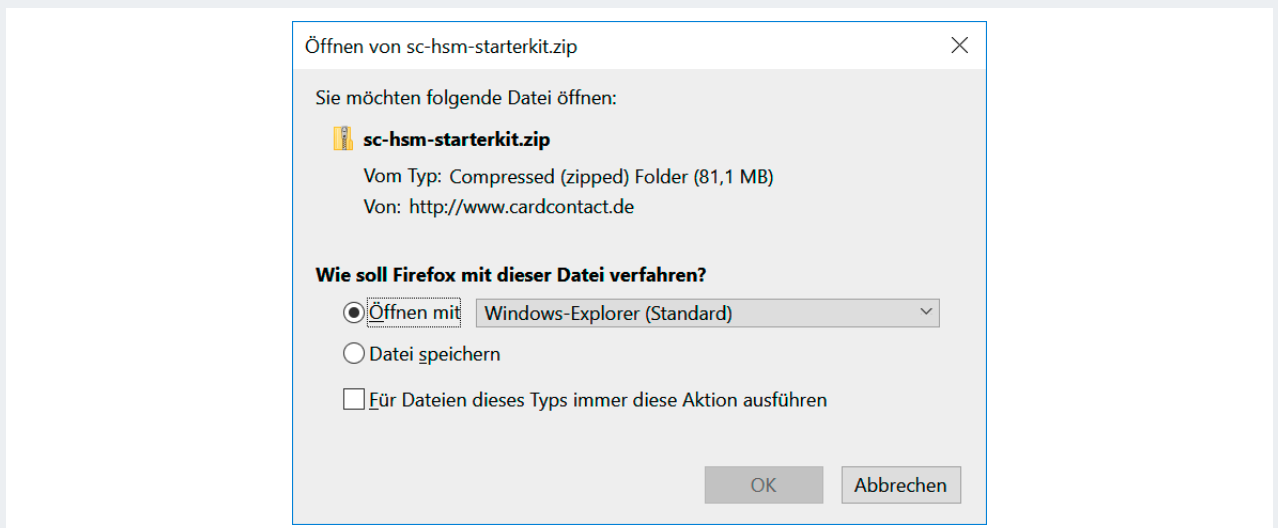 Öffnen von sc-hsm-starterkit.zip
Sie möchten folgende Datei öffnen:
sc-hsm-starterkit.zip
Vom Typ: Compressed (zipped) Folder (81,1 MB)
Von: http://www.cardcontact.de
Wie soll Firefox mit dieser Datei verfahren?
Öffnen mit Windows-Explorer (Standard)
Datei speichern
Für Dateien dieses Typs immer diese Aktion ausführen
OK Abbrechen